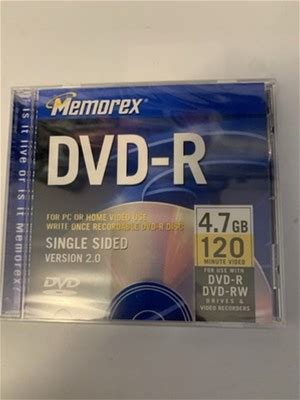 Memorex
DVD-R
FOR PC OR HOME VIDEO USE
WRITE ONCE RECORDABLE DVD-R DISC
SINGLE SIDED
VERSION 2.0
DVD
4.7GB
120
MINUTE VIDEO
FOR USE WITH
DVD-R
DVD-RW
DRIVES &
VIDEO RECORDERS
is it live or is it Memorex?